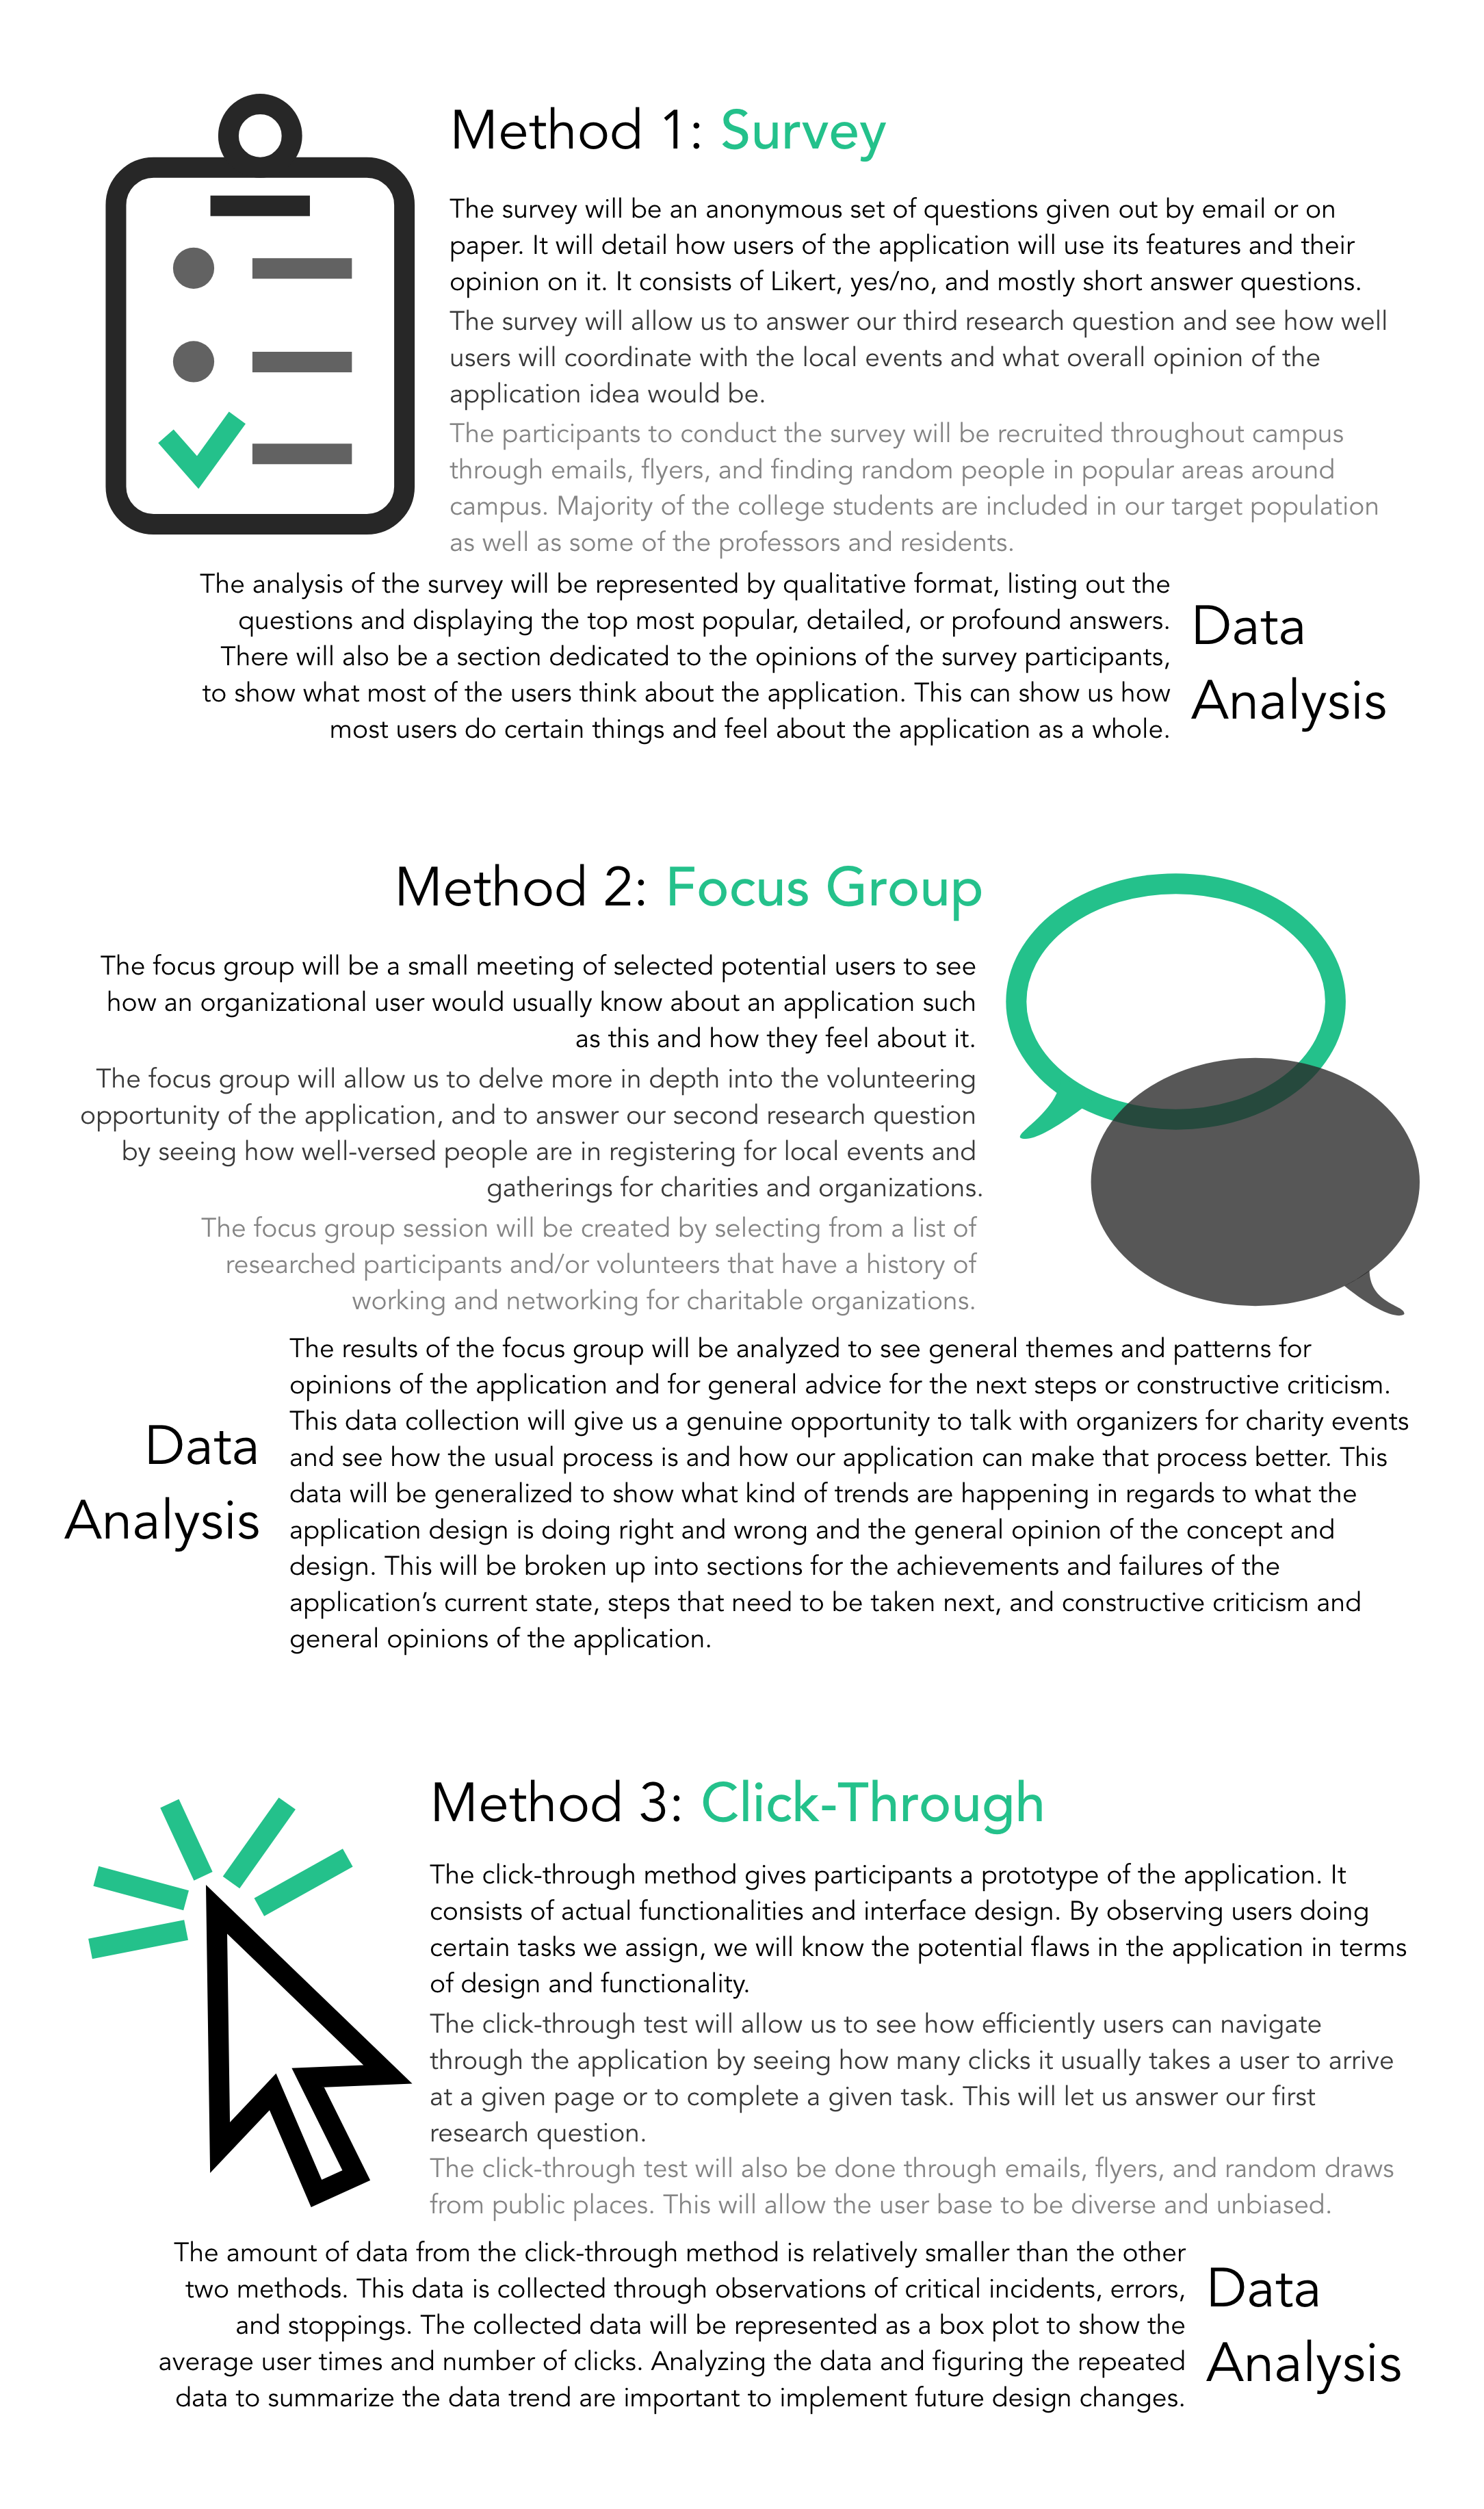 Method 1: Survey
The survey will be an anonymous set of questions given out by email or on
paper. It will detail how users of the application will use its features and their
opinion on it. It consists of Likert, yes/no, and mostly short answer questions.
The survey will allow us to answer our third research question and see how well
users will coordinate with the local events and what overall opinion of the
application idea would be.
The participants to conduct the survey will be recruited throughout campus
through emails, flyers, and finding random people in popular areas around
campus. Majority of the college students are included in our target population
as well as some of the professors and residents.
Data
Analysis
The analysis of the survey will be represented by qualitative format, listing out the
questions and displaying the top most popular, detailed, or profound answers.
There will also be a section dedicated to the opinions of the survey participants,
to show what most of the users think about the application. This can show us how
most users do certain things and feel about the application as a whole.
Method 2: Focus Group
The focus group will be a small meeting of selected potential users to see
how an organizational user would usually know about an application such
as this and how they feel about it.
The focus group will allow us to delve more in depth into the volunteering
opportunity of the application, and to answer our second research question
by seeing how well-versed people are in registering for local events and
gatherings for charities and organizations.
The focus group session will be created by selecting from a list of
researched participants and/or volunteers that have a history of
working and networking for charitable organizations.
Data
Analysis
The results of the focus group will be analyzed to see general themes and patterns for
opinions of the application and for general advice for the next steps or constructive criticism.
This data collection will give us a genuine opportunity to talk with organizers for charity events
and see how the usual process is and how our application can make that process better. This
data will be generalized to show what kind of trends are happening in regards to what the
application design is doing right and wrong and the general opinion of the concept and
design. This will be broken up into sections for the achievements and failures of the
application’s current state, steps that need to be taken next, and constructive criticism and
general opinions of the application.
Method 3: Click-Through
The click-through method gives participants a prototype of the application. It
consists of actual functionalities and interface design. By observing users doing
certain tasks we assign, we will know the potential flaws in the application in terms
of design and functionality.
The click-through test will allow us to see how efficiently users can navigate
through the application by seeing how many clicks it usually takes a user to arrive
at a given page or to complete a given task. This will let us answer our first
research question.
The click-through test will also be done through emails, flyers, and random draws
from public places. This will allow the user base to be diverse and unbiased.
Data
Analysis
The amount of data from the click-through method is relatively smaller than the other
two methods. This data is collected through observations of critical incidents, errors,
and stoppings. The collected data will be represented as a box plot to show the
average user times and number of clicks. Analyzing the data and figuring the repeated
data to summarize the data trend are important to implement future design changes.